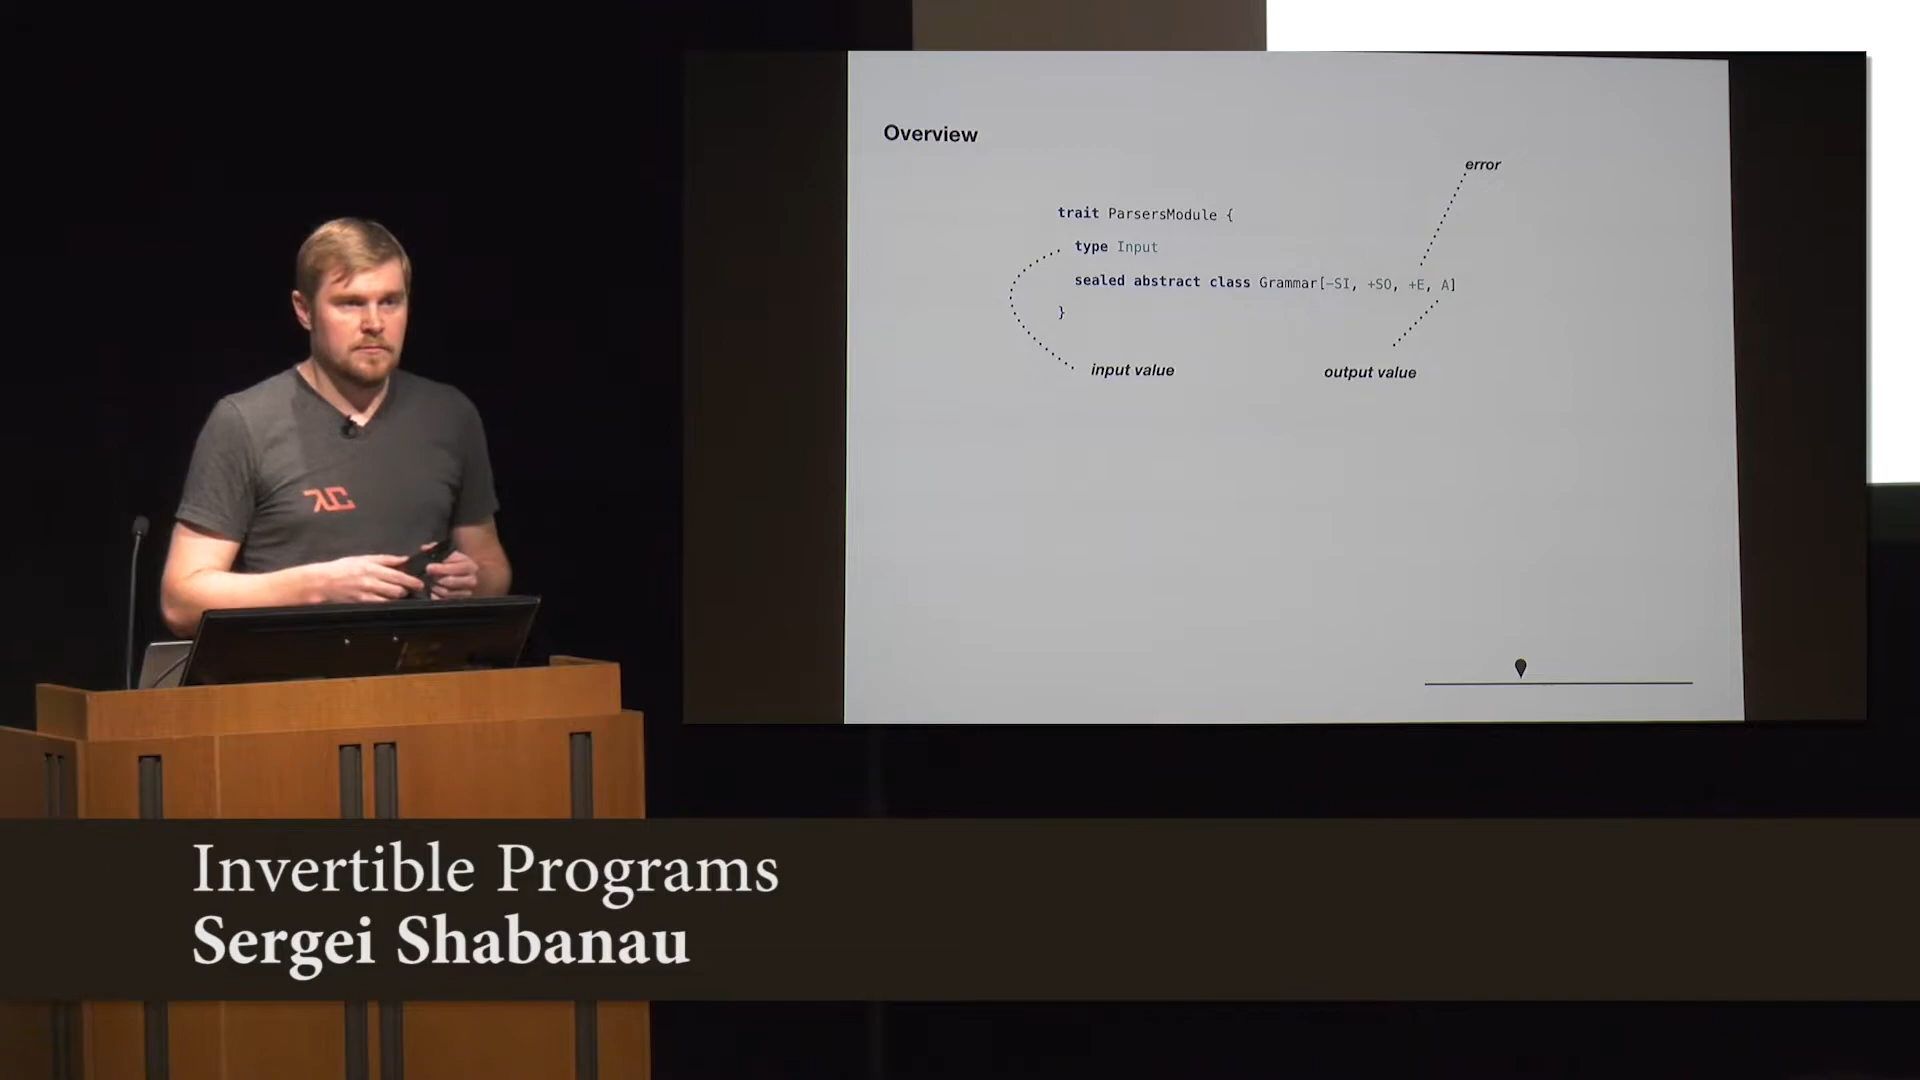 Overview
error
trait ParsersModule {
type Input
sealed abstract class Grammar[-SI, +SO, +E, A]
}
input value
output value
λC
Invertible Programs
Sergei Shabanau